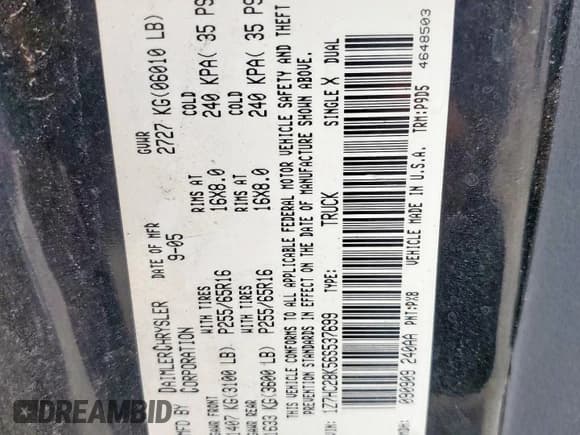 MFD BY DAIMLERCHRYSLER CORPORATION
DATE OF MFR 9-05
GVWR 2727 KG(06010 LB)
GAWR FRONT 1407 KG(3100 LB)
WITH TIRES P255/65R16
RIMS AT 16X8.0
COLD 240 KPA( 35 PS
GAWR REAR 1633 KG(3600 LB)
WITH TIRES P255/65R16
RIMS AT 16X8.0
COLD 240 KPA( 35 PS
THIS VEHICLE CONFORMS TO ALL APPLICABLE FEDERAL MOTOR VEHICLE SAFETY AND THEFT
STANDARDS IN EFFECT ON THE DATE OF MANUFACTURE SHOWN ABOVE.
VIN: 1Z7HC28K56S537699 TYPE: TRUCK SINGLE X DUAL
090909 240AA PNT:PX8 VEHICLE MADE IN U.S.A. TRM:P9D5
4648503
DREAMBID